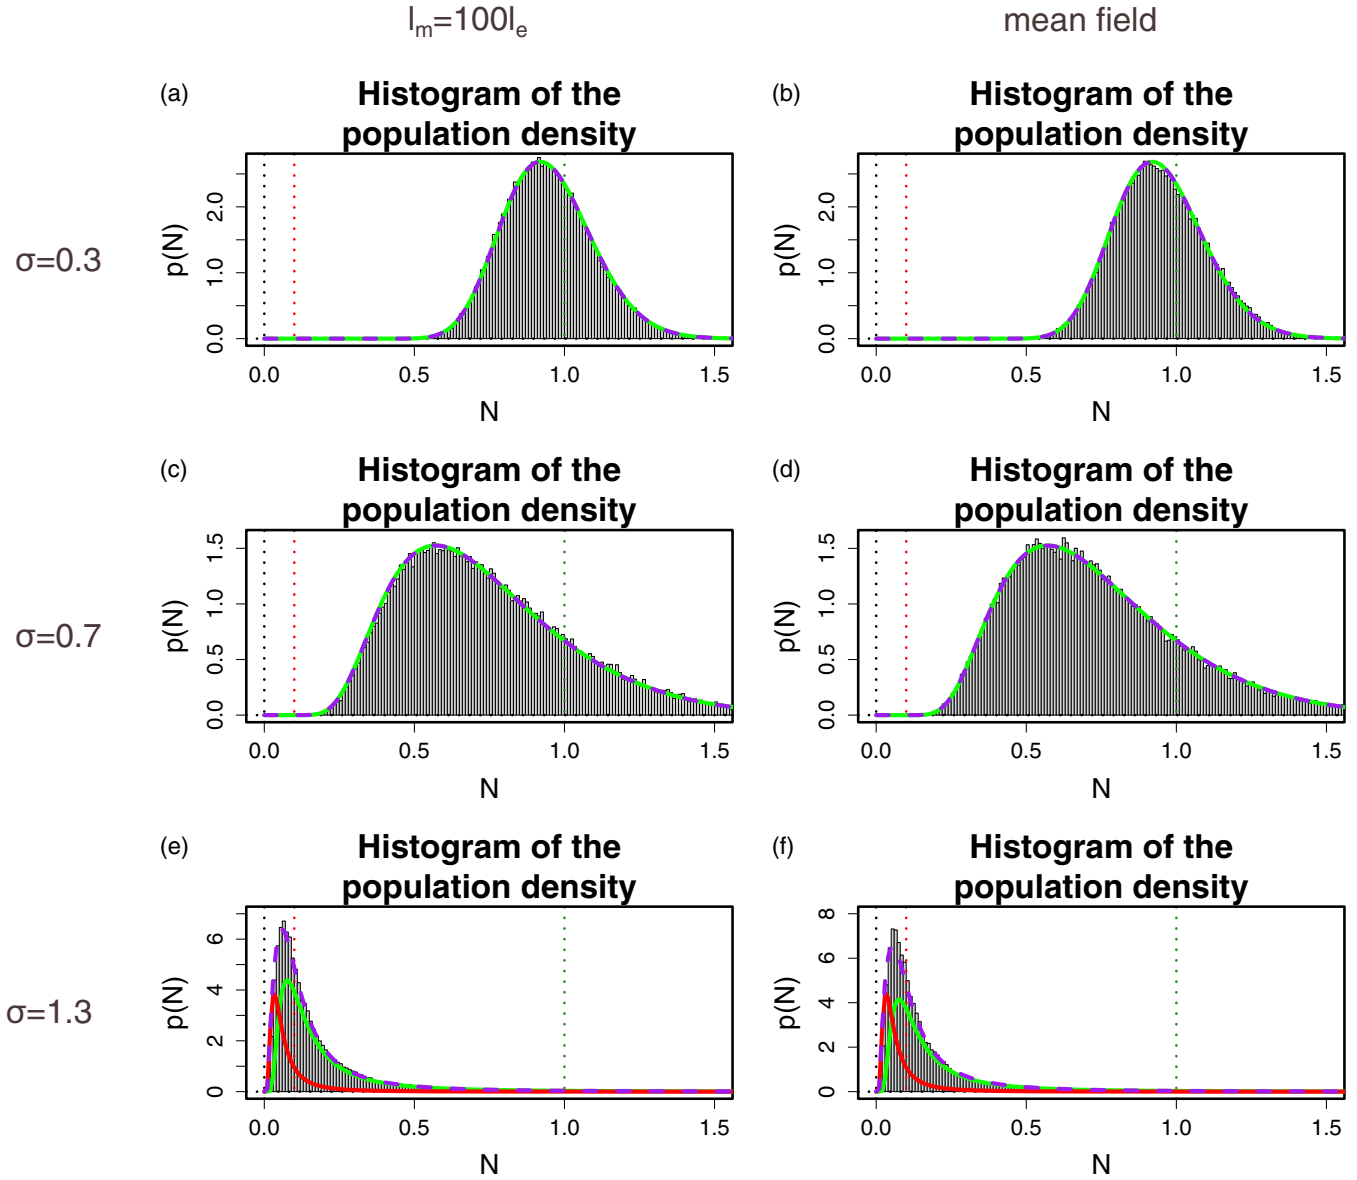 lₘ=100lₑ
mean field
(a)
Histogram of the
population density
(b)
Histogram of the
population density
σ=0.3
p(N)
0.0
1.0
2.0
0.0
0.5
1.0
1.5
N
p(N)
0.0
1.0
2.0
0.0
0.5
1.0
1.5
N
(c)
Histogram of the
population density
(d)
Histogram of the
population density
σ=0.7
p(N)
0.0
0.5
1.0
1.5
0.0
0.5
1.0
1.5
N
p(N)
0.0
0.5
1.0
1.5
0.0
0.5
1.0
1.5
N
(e)
Histogram of the
population density
(f)
Histogram of the
population density
σ=1.3
p(N)
0
2
4
6
0.0
0.5
1.0
1.5
N
p(N)
0
2
4
6
8
0.0
0.5
1.0
1.5
N